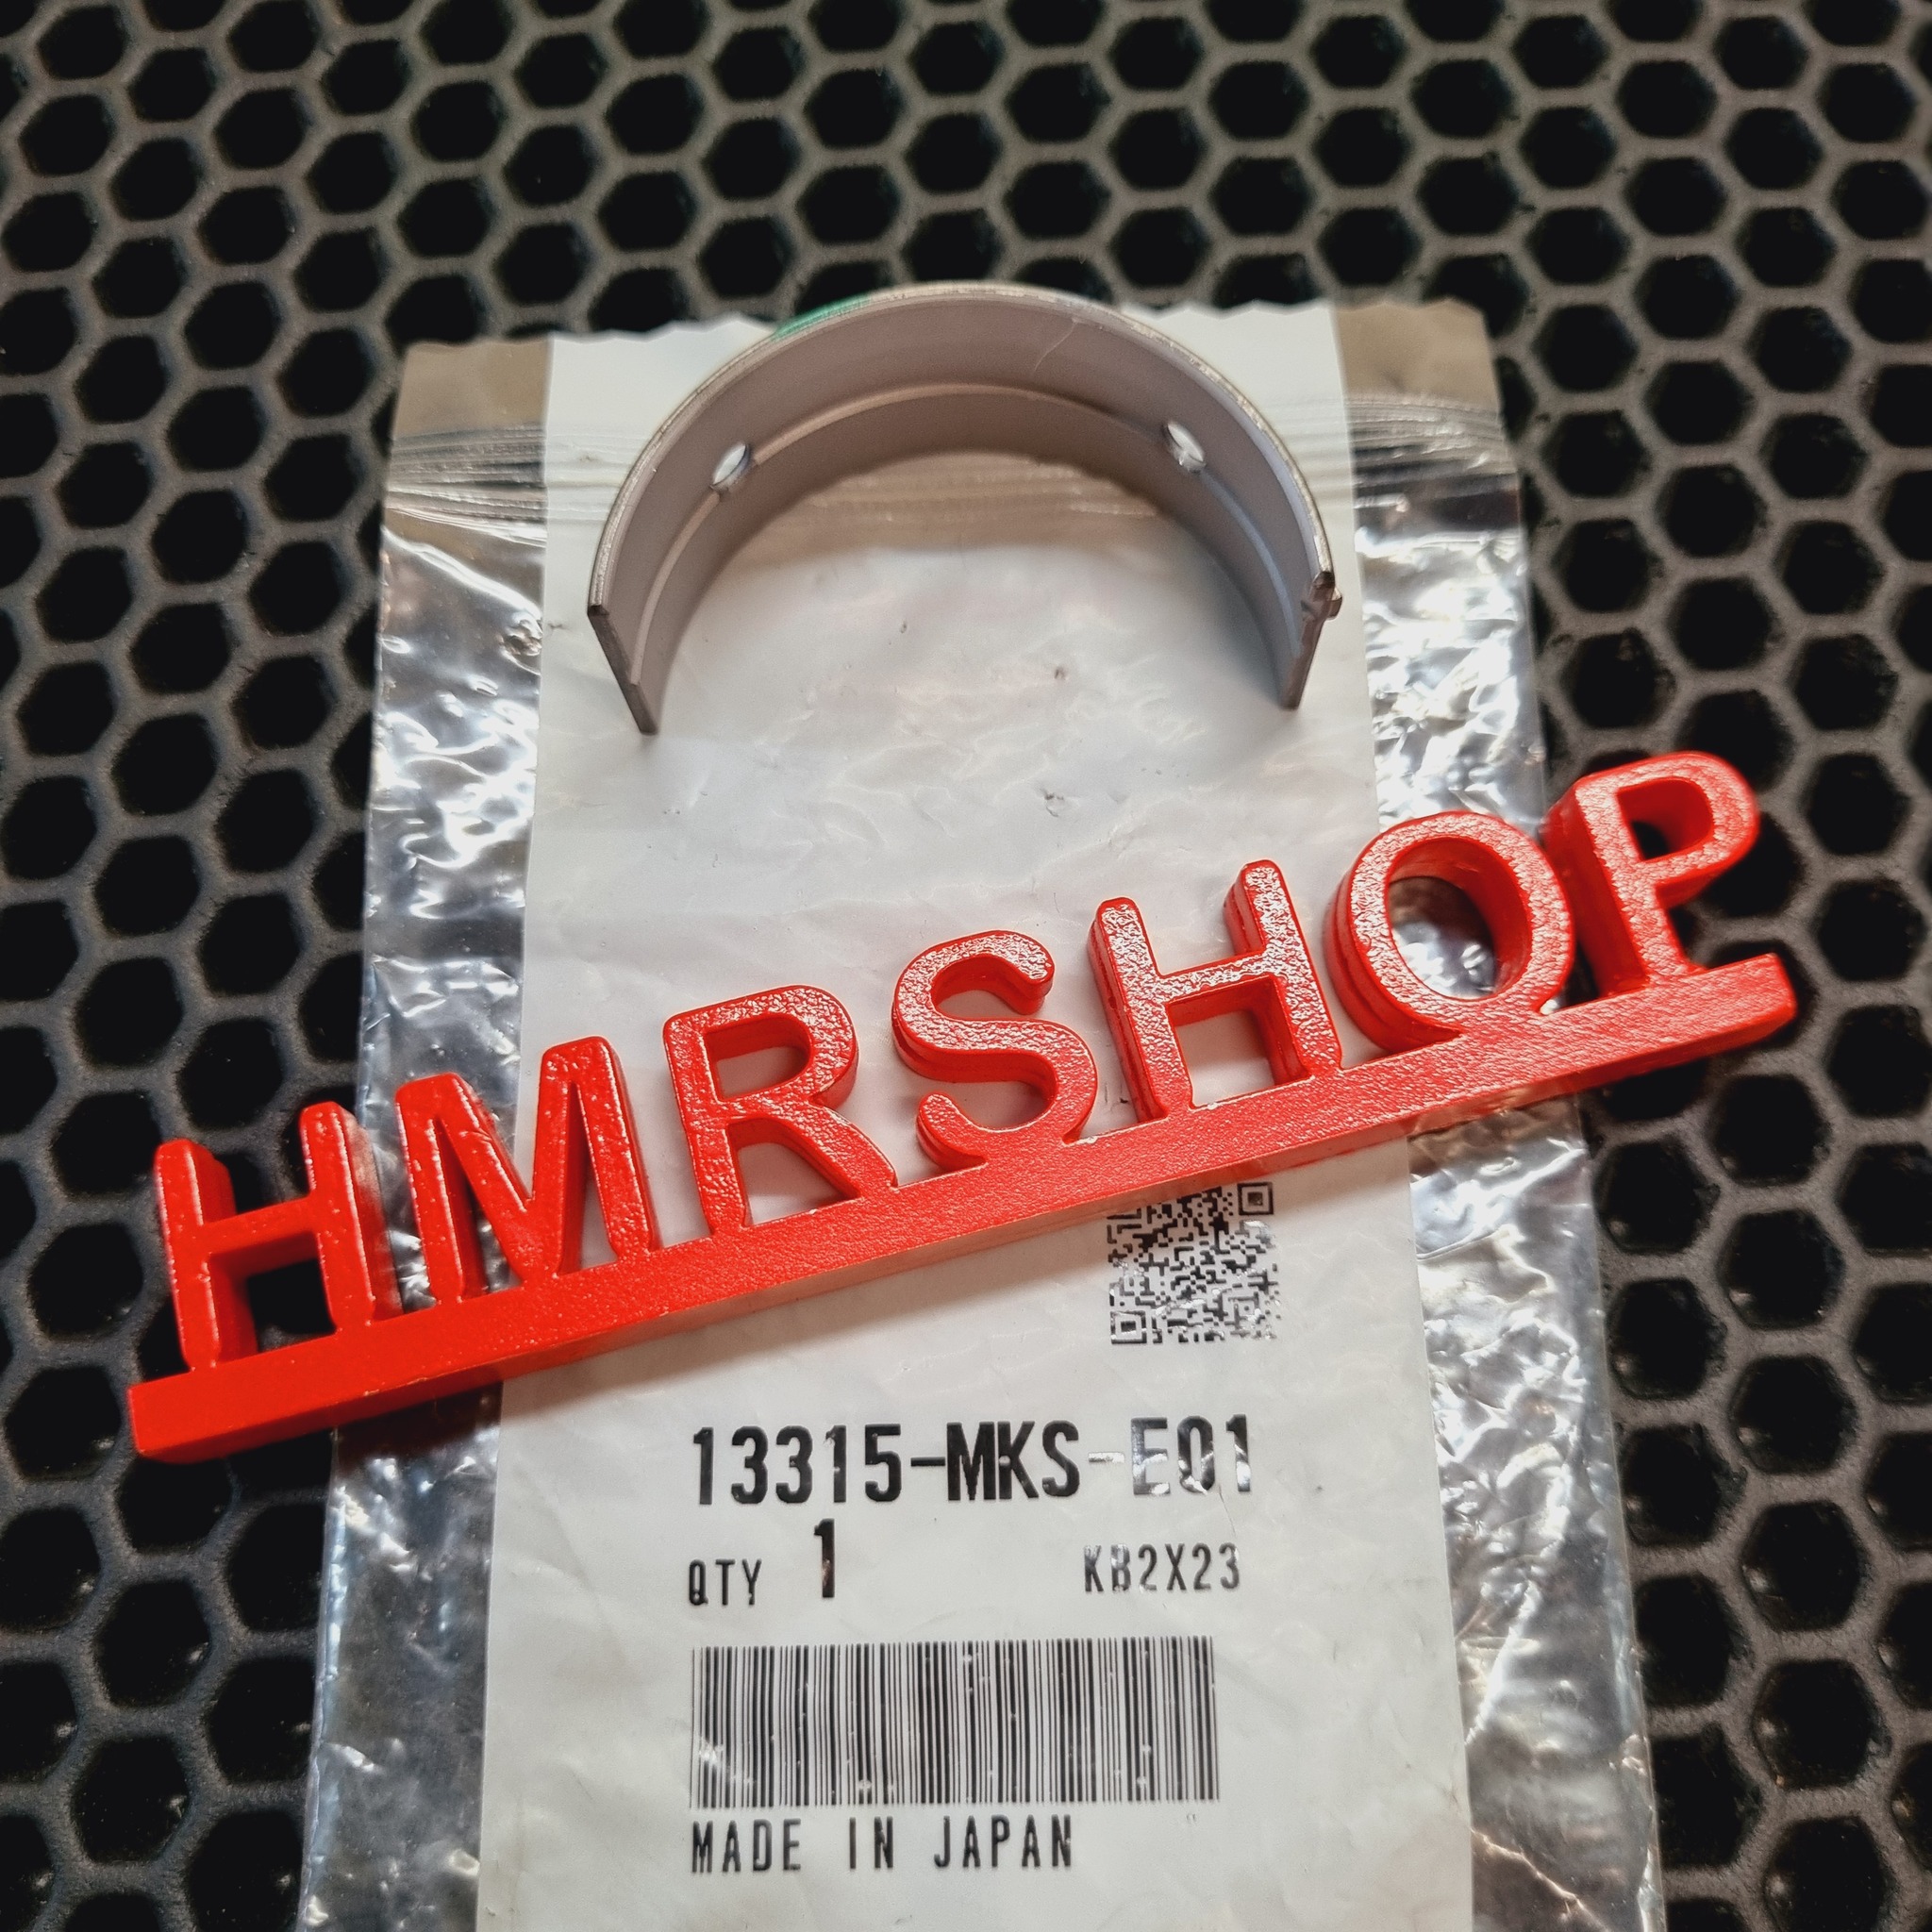 HMRSHOP
13315-MKS-E01
QTY 1 KB2X23
MADE IN JAPAN